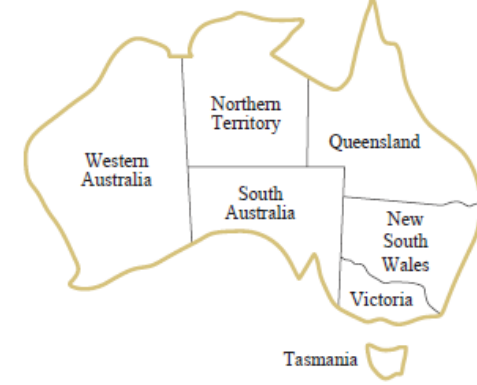 Northern
Territory
Queensland
Western
Australia
South
Australia
New
South
Wales
Victoria
Tasmania